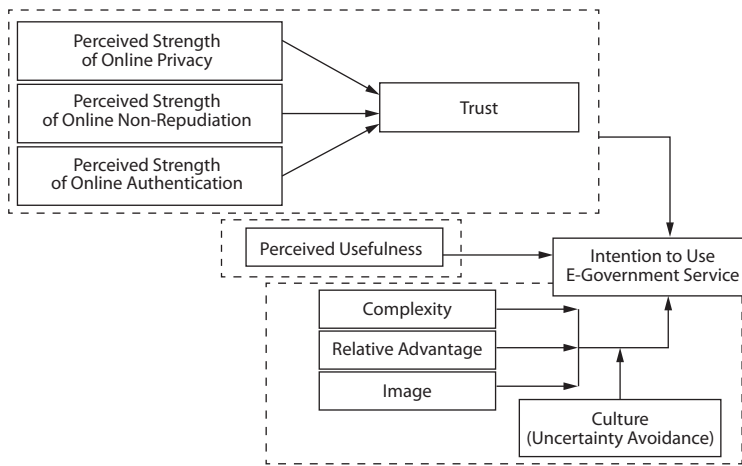 Perceived Strength
of Online Privacy
Perceived Strength
of Online Non-Repudiation
Perceived Strength
of Online Authentication
Trust
Perceived Usefulness
Intention to Use
E-Government Service
Complexity
Relative Advantage
Image
Culture
(Uncertainty Avoidance)